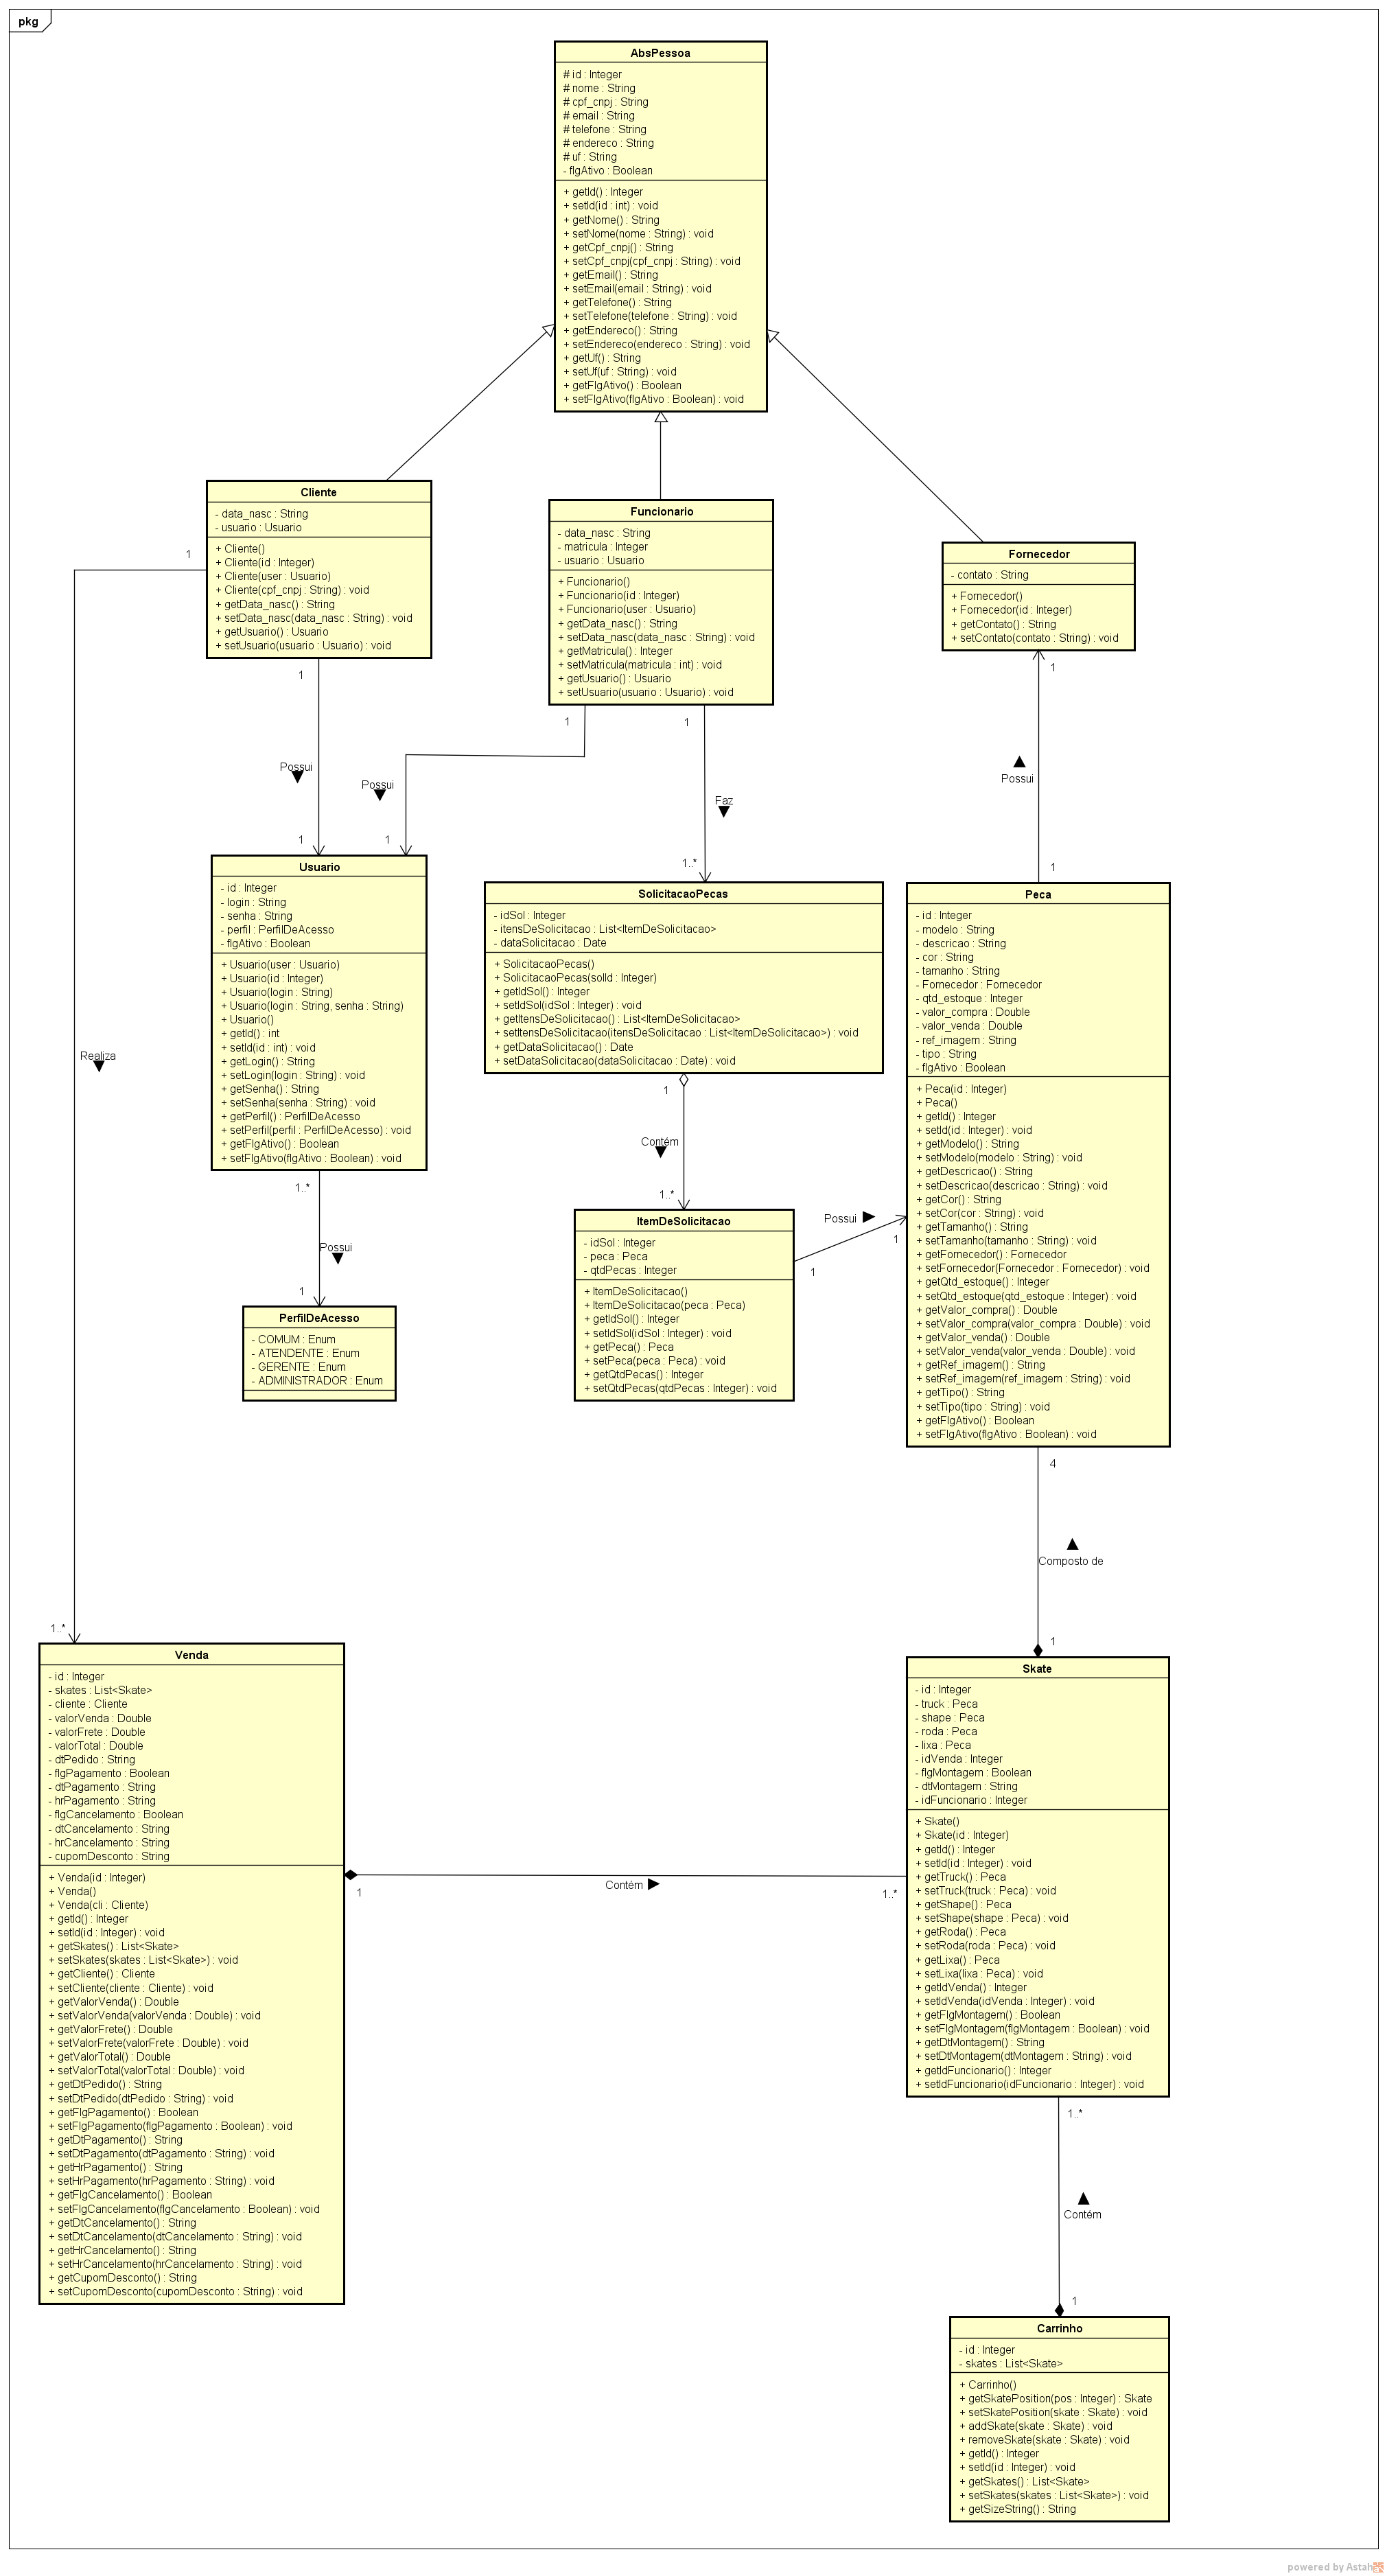 pkg
AbsPessoa
# id : Integer
# nome : String
# cpf_cnpj : String
# email : String
# telefone : String
# endereco : String
# uf : String
- flgAtivo : Boolean
+ getId() : Integer
+ setId(id : int) : void
+ getNome() : String
+ setNome(nome : String) : void
+ getCpf_cnpj() : String
+ setCpf_cnpj(cpf_cnpj : String) : void
+ getEmail() : String
+ setEmail(email : String) : void
+ getTelefone() : String
+ setTelefone(telefone : String) : void
+ getEndereco() : String
+ setEndereco(endereco : String) : void
+ getUf() : String
+ setUf(uf : String) : void
+ getFlgAtivo() : Boolean
+ setFlgAtivo(flgAtivo : Boolean) : void
Cliente
- data_nasc : String
- usuario : Usuario
+ Cliente()
+ Cliente(id : Integer)
+ Cliente(user : Usuario)
+ Cliente(cpf_cnpj : String) : void
+ getData_nasc() : String
+ setData_nasc(data_nasc : String) : void
+ getUsuario() : Usuario
+ setUsuario(usuario : Usuario) : void
Funcionario
- data_nasc : String
- matricula : Integer
- usuario : Usuario
+ Funcionario()
+ Funcionario(id : Integer)
+ Funcionario(user : Usuario)
+ getData_nasc() : String
+ setData_nasc(data_nasc : String) : void
+ getMatricula() : Integer
+ setMatricula(matricula : int) : void
+ getUsuario() : Usuario
+ setUsuario(usuario : Usuario) : void
Fornecedor
- contato : String
+ Fornecedor()
+ Fornecedor(id : Integer)
+ getContato() : String
+ setContato(contato : String) : void
1
1
1
1
1
Possui
Possui
Faz
Possui
1
1
1..*
1
Usuario
- id : Integer
- login : String
- senha : String
- perfil : PerfilDeAcesso
- flgAtivo : Boolean
+ Usuario(user : Usuario)
+ Usuario(id : Integer)
+ Usuario(login : String)
+ Usuario(login : String, senha : String)
+ Usuario()
+ getId() : int
+ setId(id : int) : void
+ getLogin() : String
+ setLogin(login : String) : void
+ getSenha() : String
+ setSenha(senha : String) : void
+ getPerfil() : PerfilDeAcesso
+ setPerfil(perfil : PerfilDeAcesso) : void
+ getFlgAtivo() : Boolean
+ setFlgAtivo(flgAtivo : Boolean) : void
SolicitacaoPecas
- idSol : Integer
- itensDeSolicitacao : List<ItemDeSolicitacao>
- dataSolicitacao : Date
+ SolicitacaoPecas()
+ SolicitacaoPecas(solId : Integer)
+ getIdSol() : Integer
+ setIdSol(idSol : Integer) : void
+ getItensDeSolicitacao() : List<ItemDeSolicitacao>
+ setItensDeSolicitacao(itensDeSolicitacao : List<ItemDeSolicitacao>) : void
+ getDataSolicitacao() : Date
+ setDataSolicitacao(dataSolicitacao : Date) : void
Peca
- id : Integer
- modelo : String
- descricao : String
- cor : String
- tamanho : String
- Fornecedor : Fornecedor
- qtd_estoque : Integer
- valor_compra : Double
- valor_venda : Double
- ref_imagem : String
- tipo : String
- flgAtivo : Boolean
+ Peca(id : Integer)
+ Peca()
+ getId() : Integer
+ setId(id : Integer) : void
+ getModelo() : String
+ setModelo(modelo : String) : void
+ getDescricao() : String
+ setDescricao(descricao : String) : void
+ getCor() : String
+ setCor(cor : String) : void
+ getTamanho() : String
+ setTamanho(tamanho : String) : void
+ getFornecedor() : Fornecedor
+ setFornecedor(Fornecedor : Fornecedor) : void
+ getQtd_estoque() : Integer
+ setQtd_estoque(qtd_estoque : Integer) : void
+ getValor_compra() : Double
+ setValor_compra(valor_compra : Double) : void
+ getValor_venda() : Double
+ setValor_venda(valor_venda : Double) : void
+ getRef_imagem() : String
+ setRef_imagem(ref_imagem : String) : void
+ getTipo() : String
+ setTipo(tipo : String) : void
+ getFlgAtivo() : Boolean
+ setFlgAtivo(flgAtivo : Boolean) : void
Realiza
1
Contém
1..*
1..*
Possui
1
PerfilDeAcesso
- COMUM : Enum
- ATENDENTE : Enum
- GERENTE : Enum
- ADMINISTRADOR : Enum
ItemDeSolicitacao
- idSol : Integer
- peca : Peca
- qtdPecas : Integer
+ ItemDeSolicitacao()
+ ItemDeSolicitacao(peca : Peca)
+ getIdSol() : Integer
+ setIdSol(idSol : Integer) : void
+ getPeca() : Peca
+ setPeca(peca : Peca) : void
+ getQtdPecas() : Integer
+ setQtdPecas(qtdPecas : Integer) : void
Possui
1
1
4
Composto de
1
1..*
Venda
- id : Integer
- skates : List<Skate>
- cliente : Cliente
- valorVenda : Double
- valorFrete : Double
- valorTotal : Double
- dtPedido : String
- flgPagamento : Boolean
- dtPagamento : String
- hrPagamento : String
- flgCancelamento : Boolean
- dtCancelamento : String
- hrCancelamento : String
- cupomDesconto : String
+ Venda(id : Integer)
+ Venda()
+ Venda(cli : Cliente)
+ getId() : Integer
+ setId(id : Integer) : void
+ getSkates() : List<Skate>
+ setSkates(skates : List<Skate>) : void
+ getCliente() : Cliente
+ setCliente(cliente : Cliente) : void
+ getValorVenda() : Double
+ setValorVenda(valorVenda : Double) : void
+ getValorFrete() : Double
+ setValorFrete(valorFrete : Double) : void
+ getValorTotal() : Double
+ setValorTotal(valorTotal : Double) : void
+ getDtPedido() : String
+ setDtPedido(dtPedido : String) : void
+ getFlgPagamento() : Boolean
+ setFlgPagamento(flgPagamento : Boolean) : void
+ getDtPagamento() : String
+ setDtPagamento(dtPagamento : String) : void
+ getHrPagamento() : String
+ setHrPagamento(hrPagamento : String) : void
+ getFlgCancelamento() : Boolean
+ setFlgCancelamento(flgCancelamento : Boolean) : void
+ getDtCancelamento() : String
+ setDtCancelamento(dtCancelamento : String) : void
+ getHrCancelamento() : String
+ setHrCancelamento(hrCancelamento : String) : void
+ getCupomDesconto() : String
+ setCupomDesconto(cupomDesconto : String) : void
1
Contém
1..*
Skate
- id : Integer
- truck : Peca
- shape : Peca
- roda : Peca
- lixa : Peca
- idVenda : Integer
- flgMontagem : Boolean
- dtMontagem : String
- idFuncionario : Integer
+ Skate()
+ Skate(id : Integer)
+ getId() : Integer
+ setId(id : Integer) : void
+ getTruck() : Peca
+ setTruck(truck : Peca) : void
+ getShape() : Peca
+ setShape(shape : Peca) : void
+ getRoda() : Peca
+ setRoda(roda : Peca) : void
+ getLixa() : Peca
+ setLixa(lixa : Peca) : void
+ getIdVenda() : Integer
+ setIdVenda(idVenda : Integer) : void
+ getFlgMontagem() : Boolean
+ setFlgMontagem(flgMontagem : Boolean) : void
+ getDtMontagem() : String
+ setDtMontagem(dtMontagem : String) : void
+ getIdFuncionario() : Integer
+ setIdFuncionario(idFuncionario : Integer) : void
1..*
Contém
1
Carrinho
- id : Integer
- skates : List<Skate>
+ Carrinho()
+ getSkatePosition(pos : Integer) : Skate
+ setSkatePosition(skate : Skate) : void
+ addSkate(skate : Skate) : void
+ removeSkate(skate : Skate) : void
+ getId() : Integer
+ setId(id : Integer) : void
+ getSkates() : List<Skate>
+ setSkates(skates : List<Skate>) : void
+ getSizeString() : String
powered by Astah